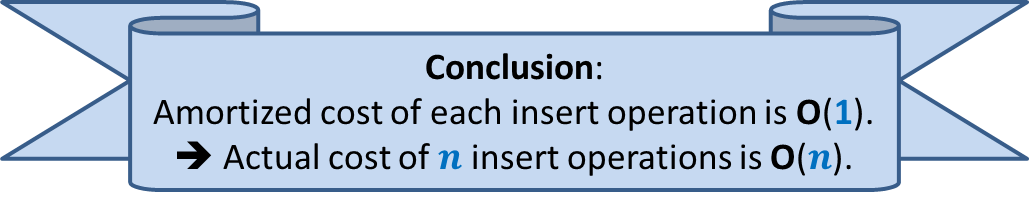 Conclusion:
Amortized cost of each insert operation is O(1).
➔ Actual cost of n insert operations is O(n).